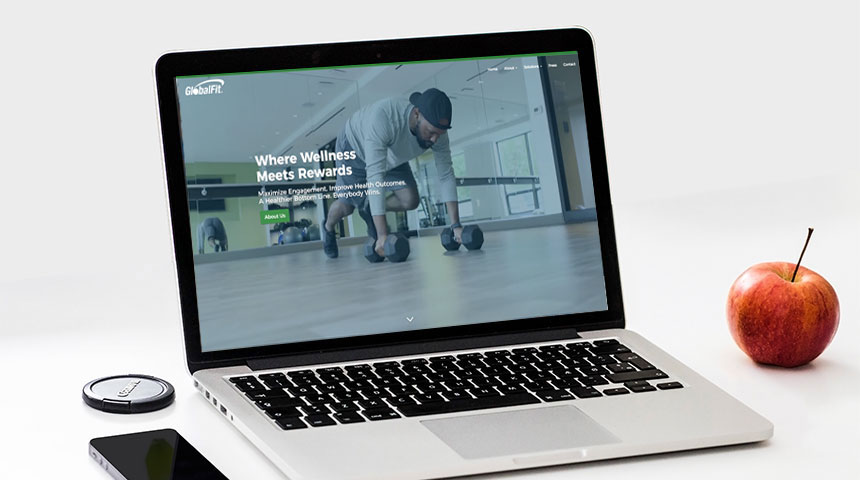 GlobalFit
Home About Solutions Press Contact
Where Wellness
Meets Rewards
Maximize Engagement. Improve Health Outcomes.
A Healthier Bottom Line. Everybody Wins.
About Us